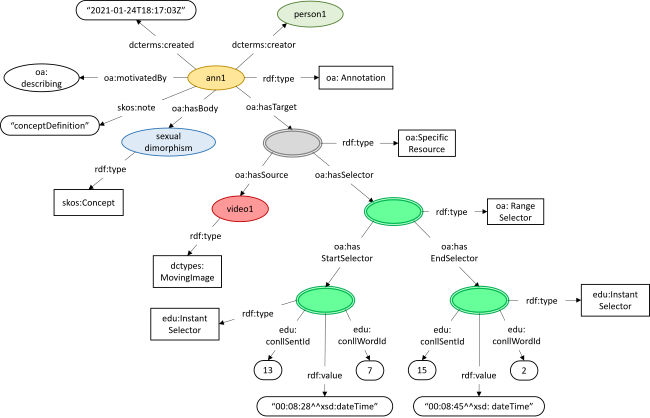 "2021-01-24T18:17:03Z"
person1
dcterms:created
dcterms:creator
oa:
describing
oa:motivatedBy
ann1
rdf:type
oa: Annotation
skos:note
oa:hasBody
oa:hasTarget
"conceptDefinition"
sexual
dimorphism
rdf:type
oa:Specific
Resource
rdf:type
oa:hasSource
oa:hasSelector
skos:Concept
video1
rdf:type
oa: Range
Selector
rdf:type
oa:has
StartSelector
oa:has
EndSelector
dctypes:
MovingImage
edu:Instant
Selector
rdf:type
rdf:type
edu:Instant
Selector
edu:
conllSentId
edu:
conllWordId
edu:
conllSentId
edu:
conllWordId
13
7
15
2
rdf:value
rdf:value
"00:08:28^^xsd:dateTime"
"00:08:45^^xsd: dateTime"